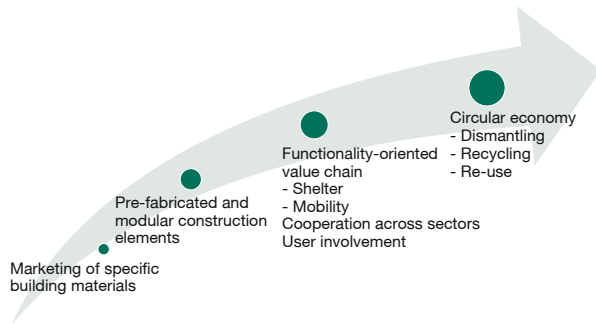 Marketing of specific
building materials
Pre-fabricated and
modular construction
elements
Functionality-oriented
value chain
- Shelter
- Mobility
Cooperation across sectors
User involvement
Circular economy
- Dismantling
- Recycling
- Re-use